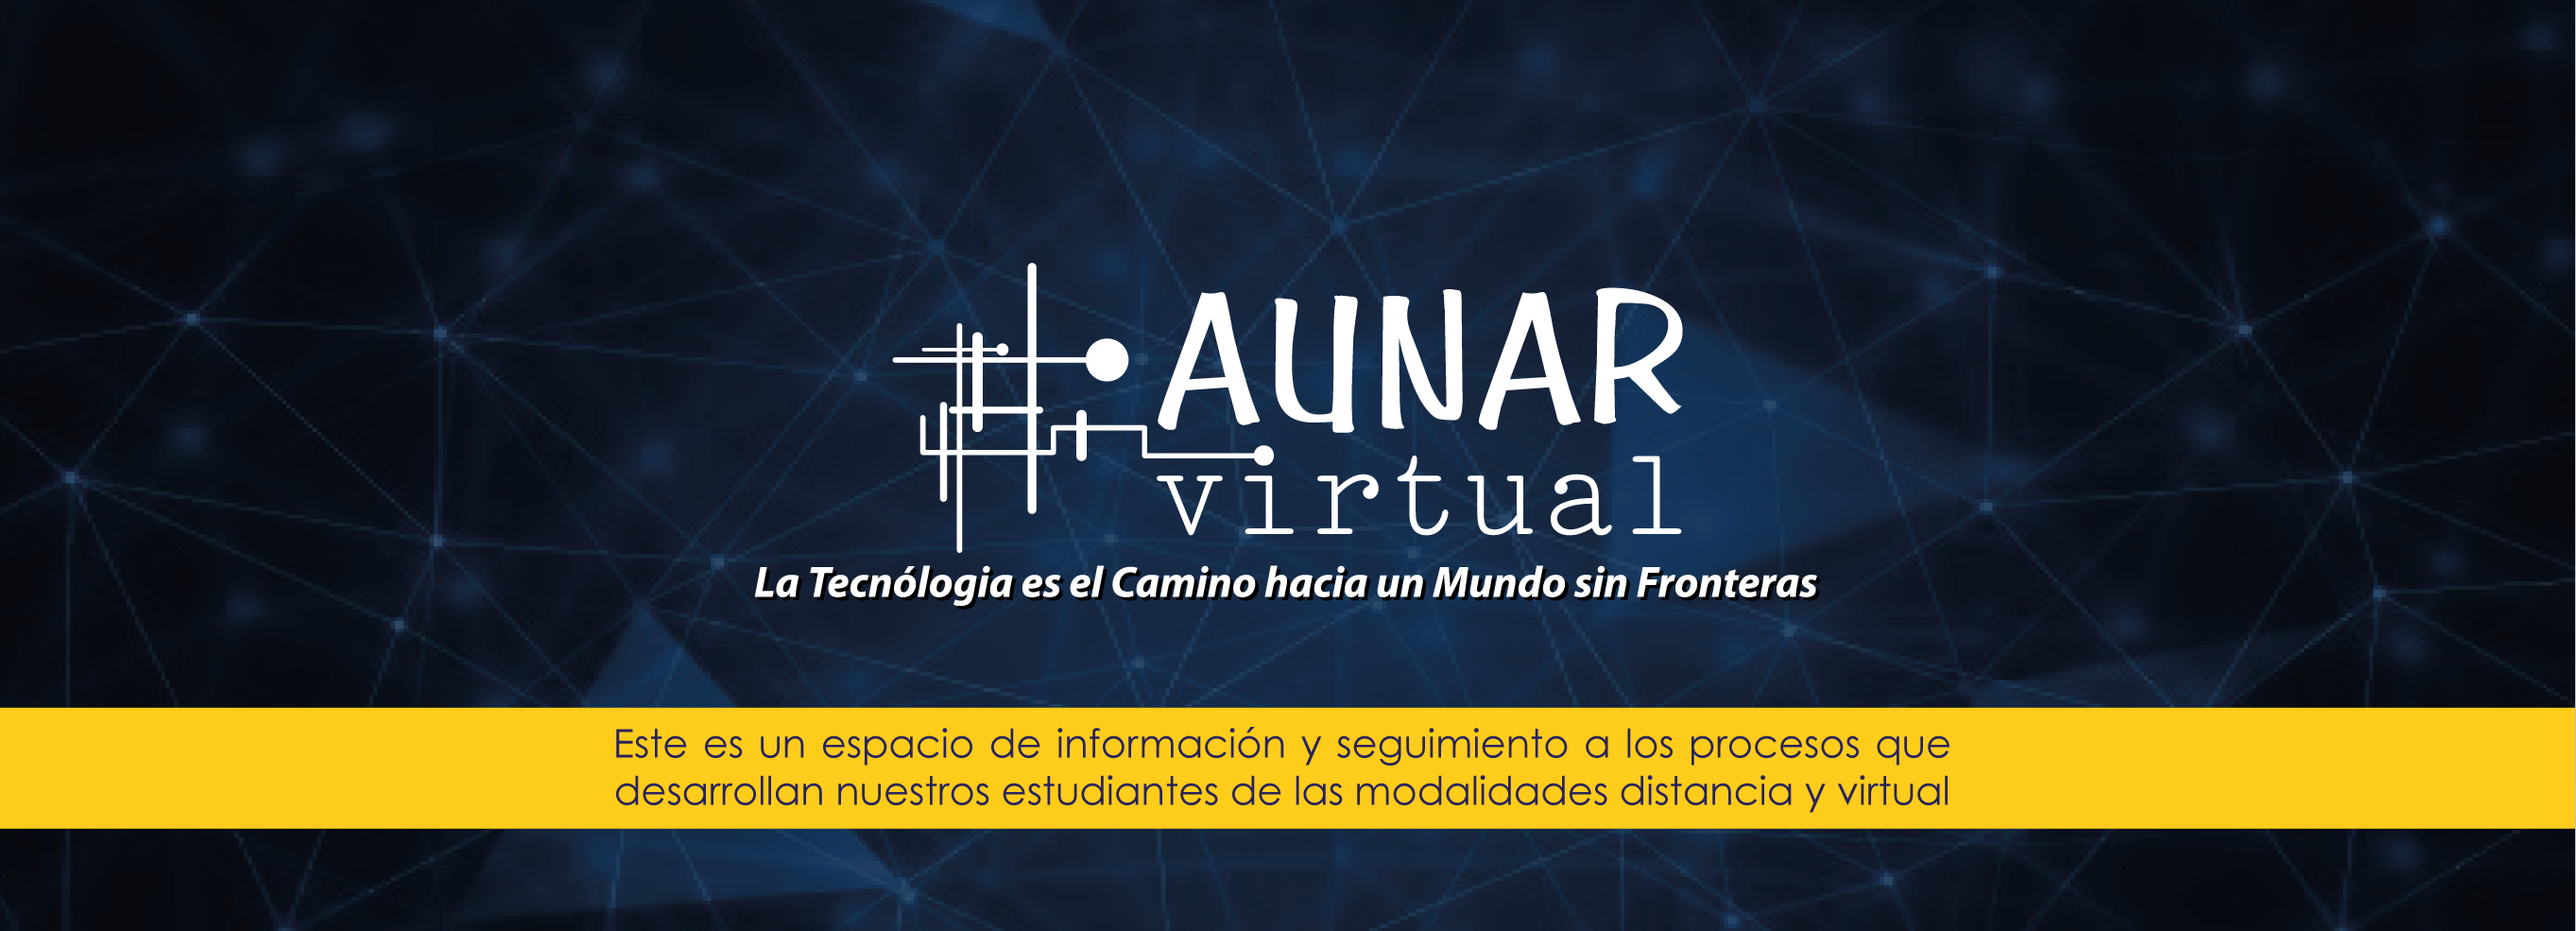 AUNAR
virtual
La Tecnólogia es el Camino hacia un Mundo sin Fronteras
Este es un espacio de información y seguimiento a los procesos que
desarrollan nuestros estudiantes de las modalidades distancia y virtual